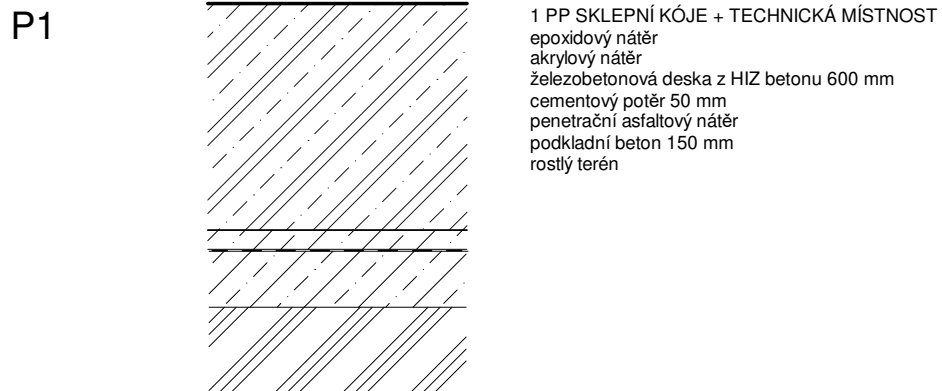 P1
1 PP SKLEPNÍ KÓJE + TECHNICKÁ MÍSTNOST
epoxidový nátěr
akrylový nátěr
železobetonová deska z HIZ betonu 600 mm
cementový potěr 50 mm
penetrační asfaltový nátěr
podkladní beton 150 mm
rostlý terén